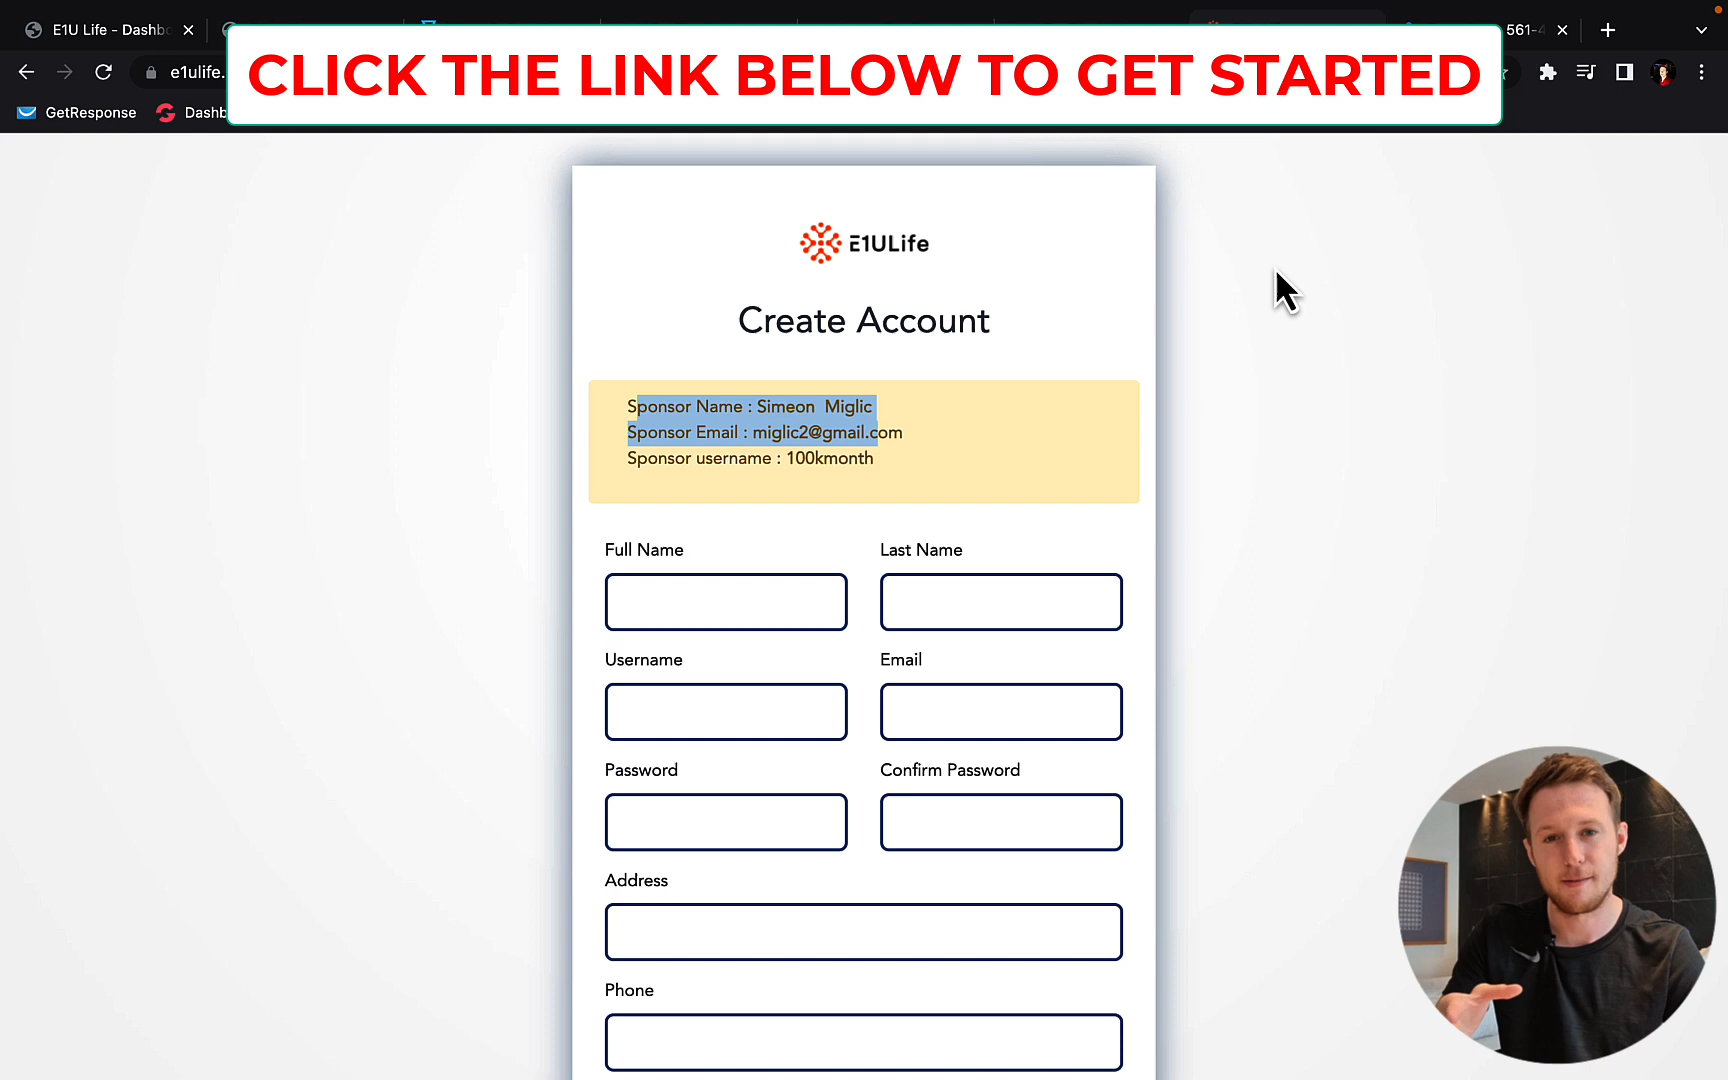 E1U Life - Dashbo
561-4
CLICK THE LINK BELOW TO GET STARTED
e1ulife.
GetResponse
Dashb
E1ULife
Create Account
Sponsor Name : Simeon Miglic
Sponsor Email : miglic2@gmail.com
Sponsor username : 100kmonth
Full Name
Last Name
Username
Email
Password
Confirm Password
Address
Phone